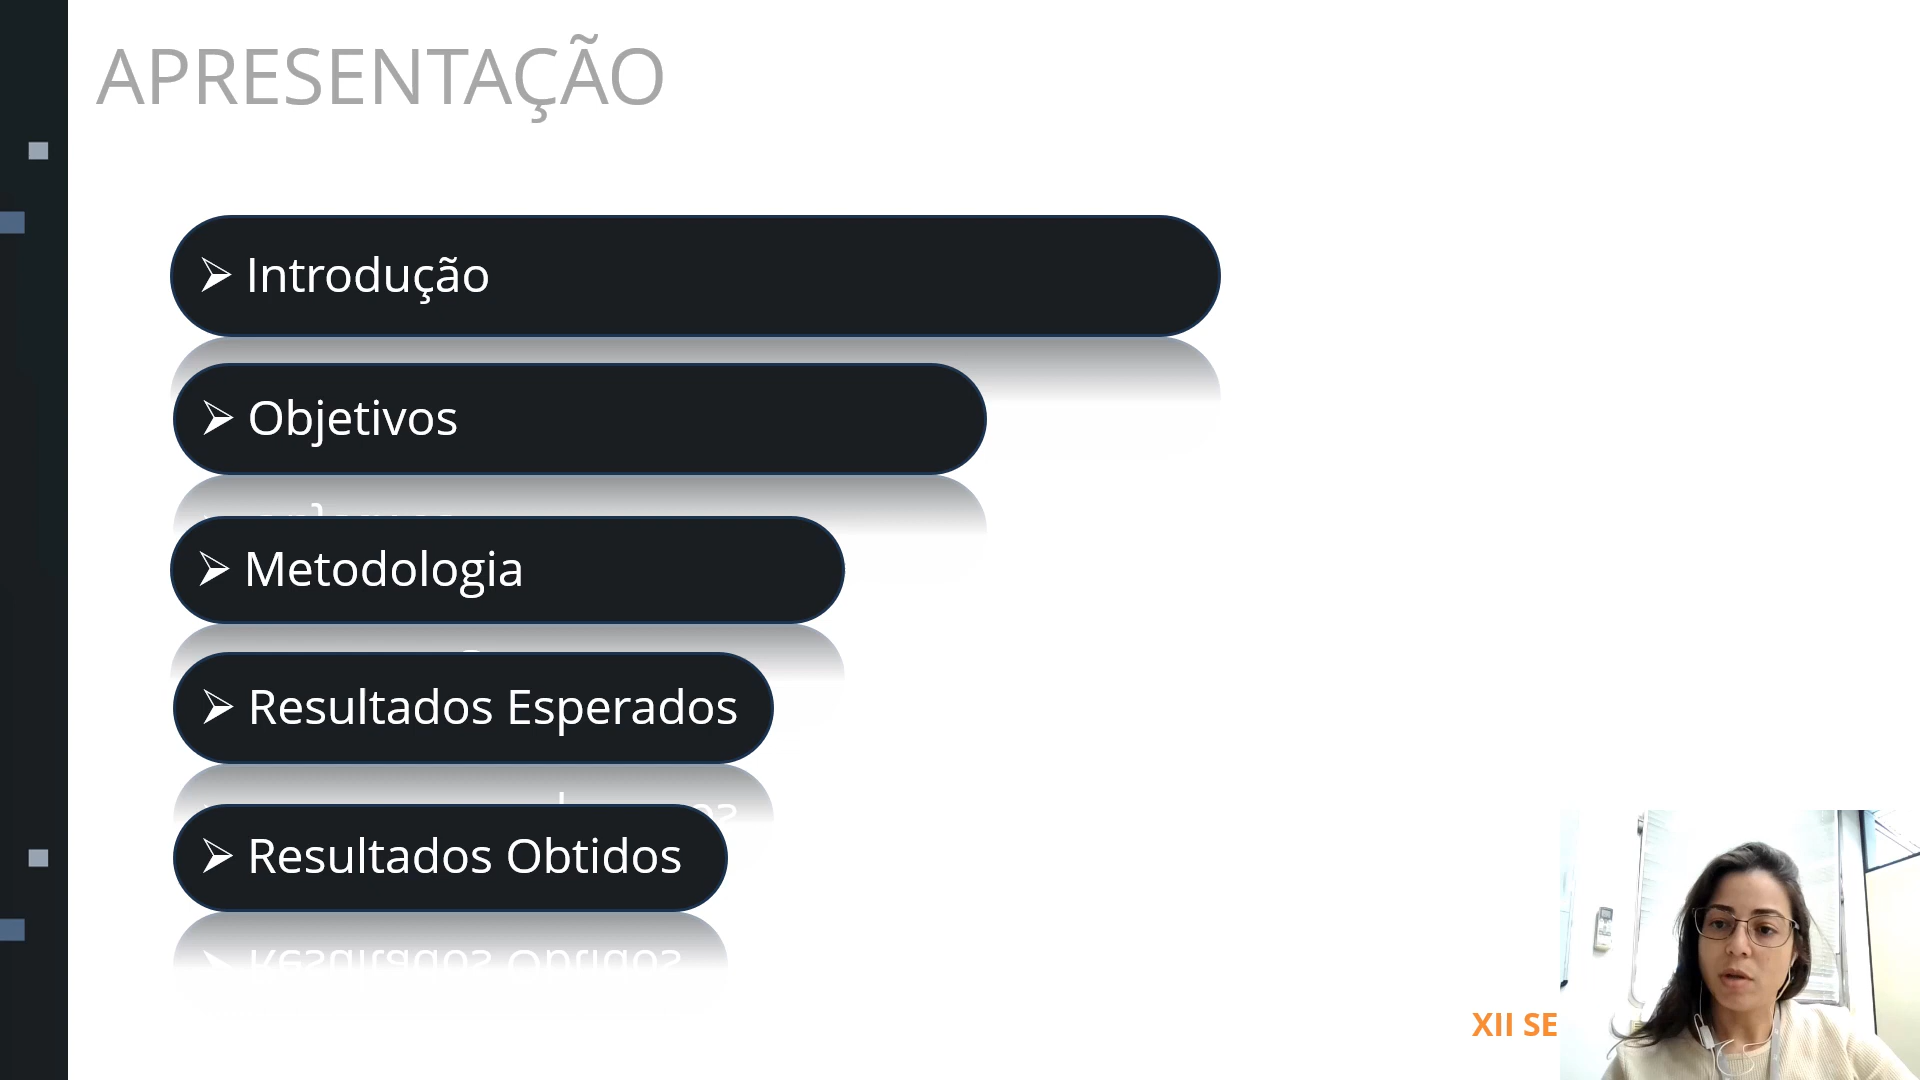 APRESENTAÇÃO
➢ Introdução
➢ Objetivos
➢ Metodologia
➢ Resultados Esperados
➢ Resultados Obtidos
XII SE